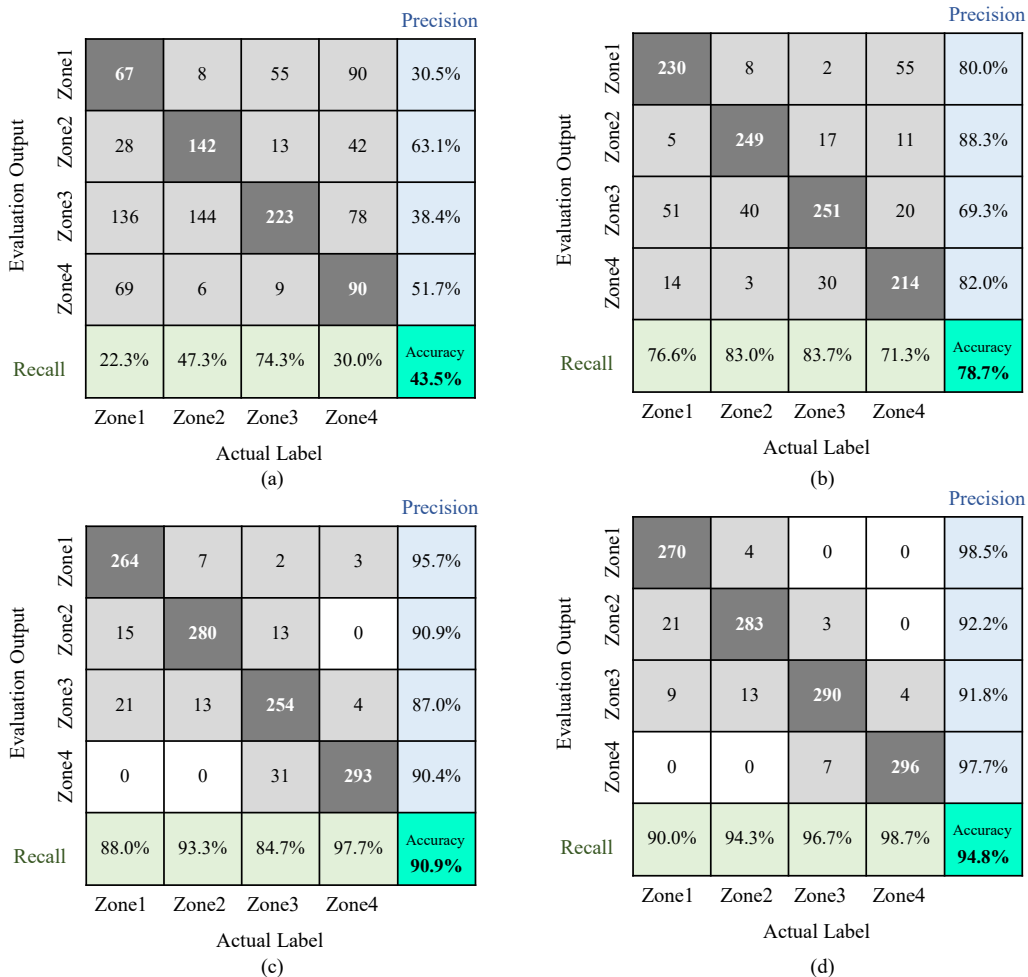 Precision
Evaluation Output
Zone1 67 8 55 90 30.5%
Zone2 28 142 13 42 63.1%
Zone3 136 144 223 78 38.4%
Zone4 69 6 9 90 51.7%
Recall 22.3% 47.3% 74.3% 30.0% Accuracy 43.5%
Zone1 Zone2 Zone3 Zone4
Actual Label
(a)
Precision
Evaluation Output
Zone1 230 8 2 55 80.0%
Zone2 5 249 17 11 88.3%
Zone3 51 40 251 20 69.3%
Zone4 14 3 30 214 82.0%
Recall 76.6% 83.0% 83.7% 71.3% Accuracy 78.7%
Zone1 Zone2 Zone3 Zone4
Actual Label
(b)
Precision
Evaluation Output
Zone1 264 7 2 3 95.7%
Zone2 15 280 13 0 90.9%
Zone3 21 13 254 4 87.0%
Zone4 0 0 31 293 90.4%
Recall 88.0% 93.3% 84.7% 97.7% Accuracy 90.9%
Zone1 Zone2 Zone3 Zone4
Actual Label
(c)
Precision
Evaluation Output
Zone1 270 4 0 0 98.5%
Zone2 21 283 3 0 92.2%
Zone3 9 13 290 4 91.8%
Zone4 0 0 7 296 97.7%
Recall 90.0% 94.3% 96.7% 98.7% Accuracy 94.8%
Zone1 Zone2 Zone3 Zone4
Actual Label
(d)